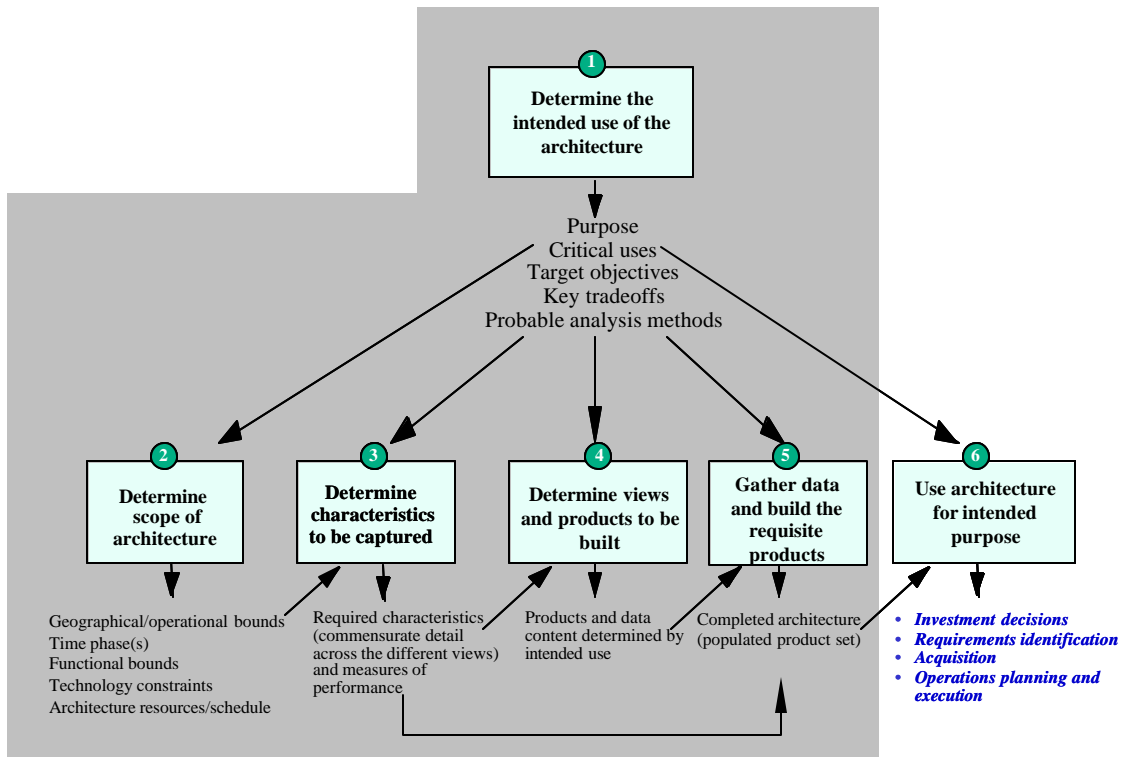 1
Determine the
intended use of the
architecture
Purpose
Critical uses
Target objectives
Key tradeoffs
Probable analysis methods
2
Determine
scope of
architecture
Geographical/operational bounds
Time phase(s)
Functional bounds
Technology constraints
Architecture resources/schedule
3
Determine
characteristics
to be captured
Required characteristics
(commensurate detail
across the different views)
and measures of
performance
4
Determine views
and products to be
built
Products and data
content determined by
intended use
5
Gather data
and build the
requisite
products
Completed architecture
(populated product set)
6
Use architecture
for intended
purpose
• Investment decisions
• Requirements identification
• Acquisition
• Operations planning and
execution